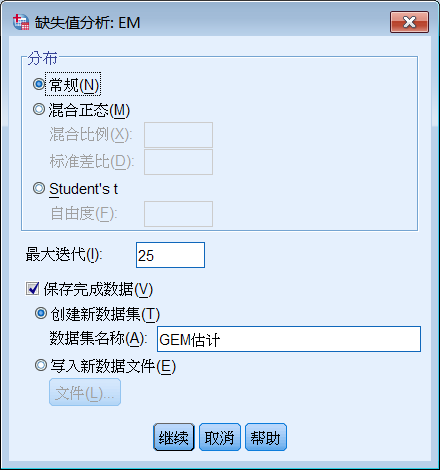 缺失值分析: EM
分布
常规(N)
混合正态(M)
混合比例(X):
标准差比(D):
Student's t
自由度(F):
最大迭代(I): 25
保存完成数据(V)
创建新数据集(T)
数据集名称(A): GEM估计
写入新数据文件(E)
文件(L)...
继续 取消 帮助